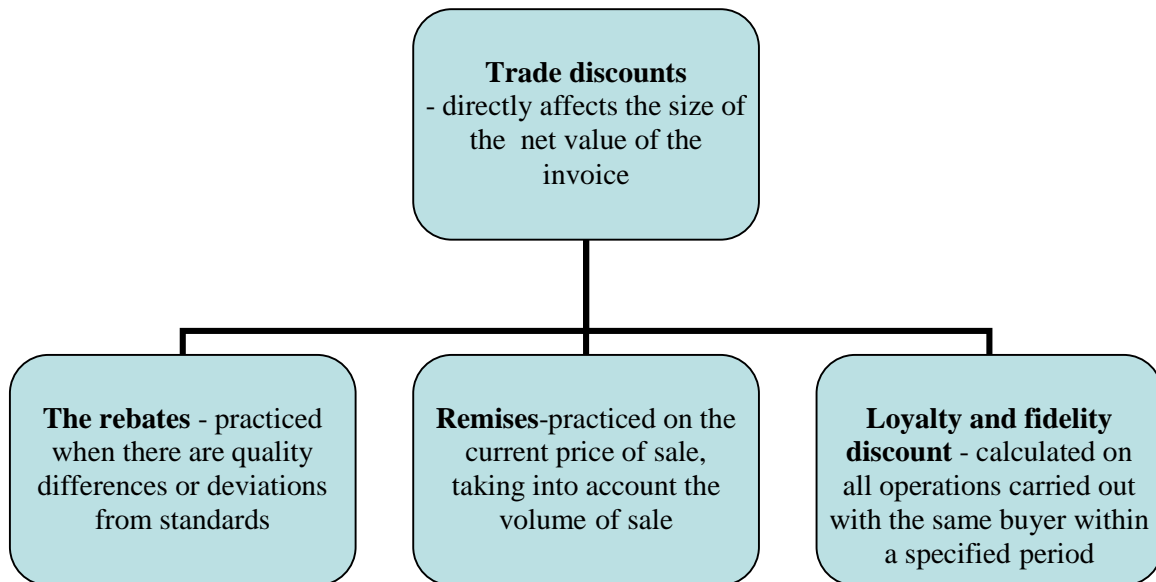 Trade discounts
- directly affects the size of
the net value of the
invoice
The rebates - practiced
when there are quality
differences or deviations
from standards
Remises-practiced on the
current price of sale,
taking into account the
volume of sale
Loyalty and fidelity
discount - calculated on
all operations carried out
with the same buyer within
a specified period